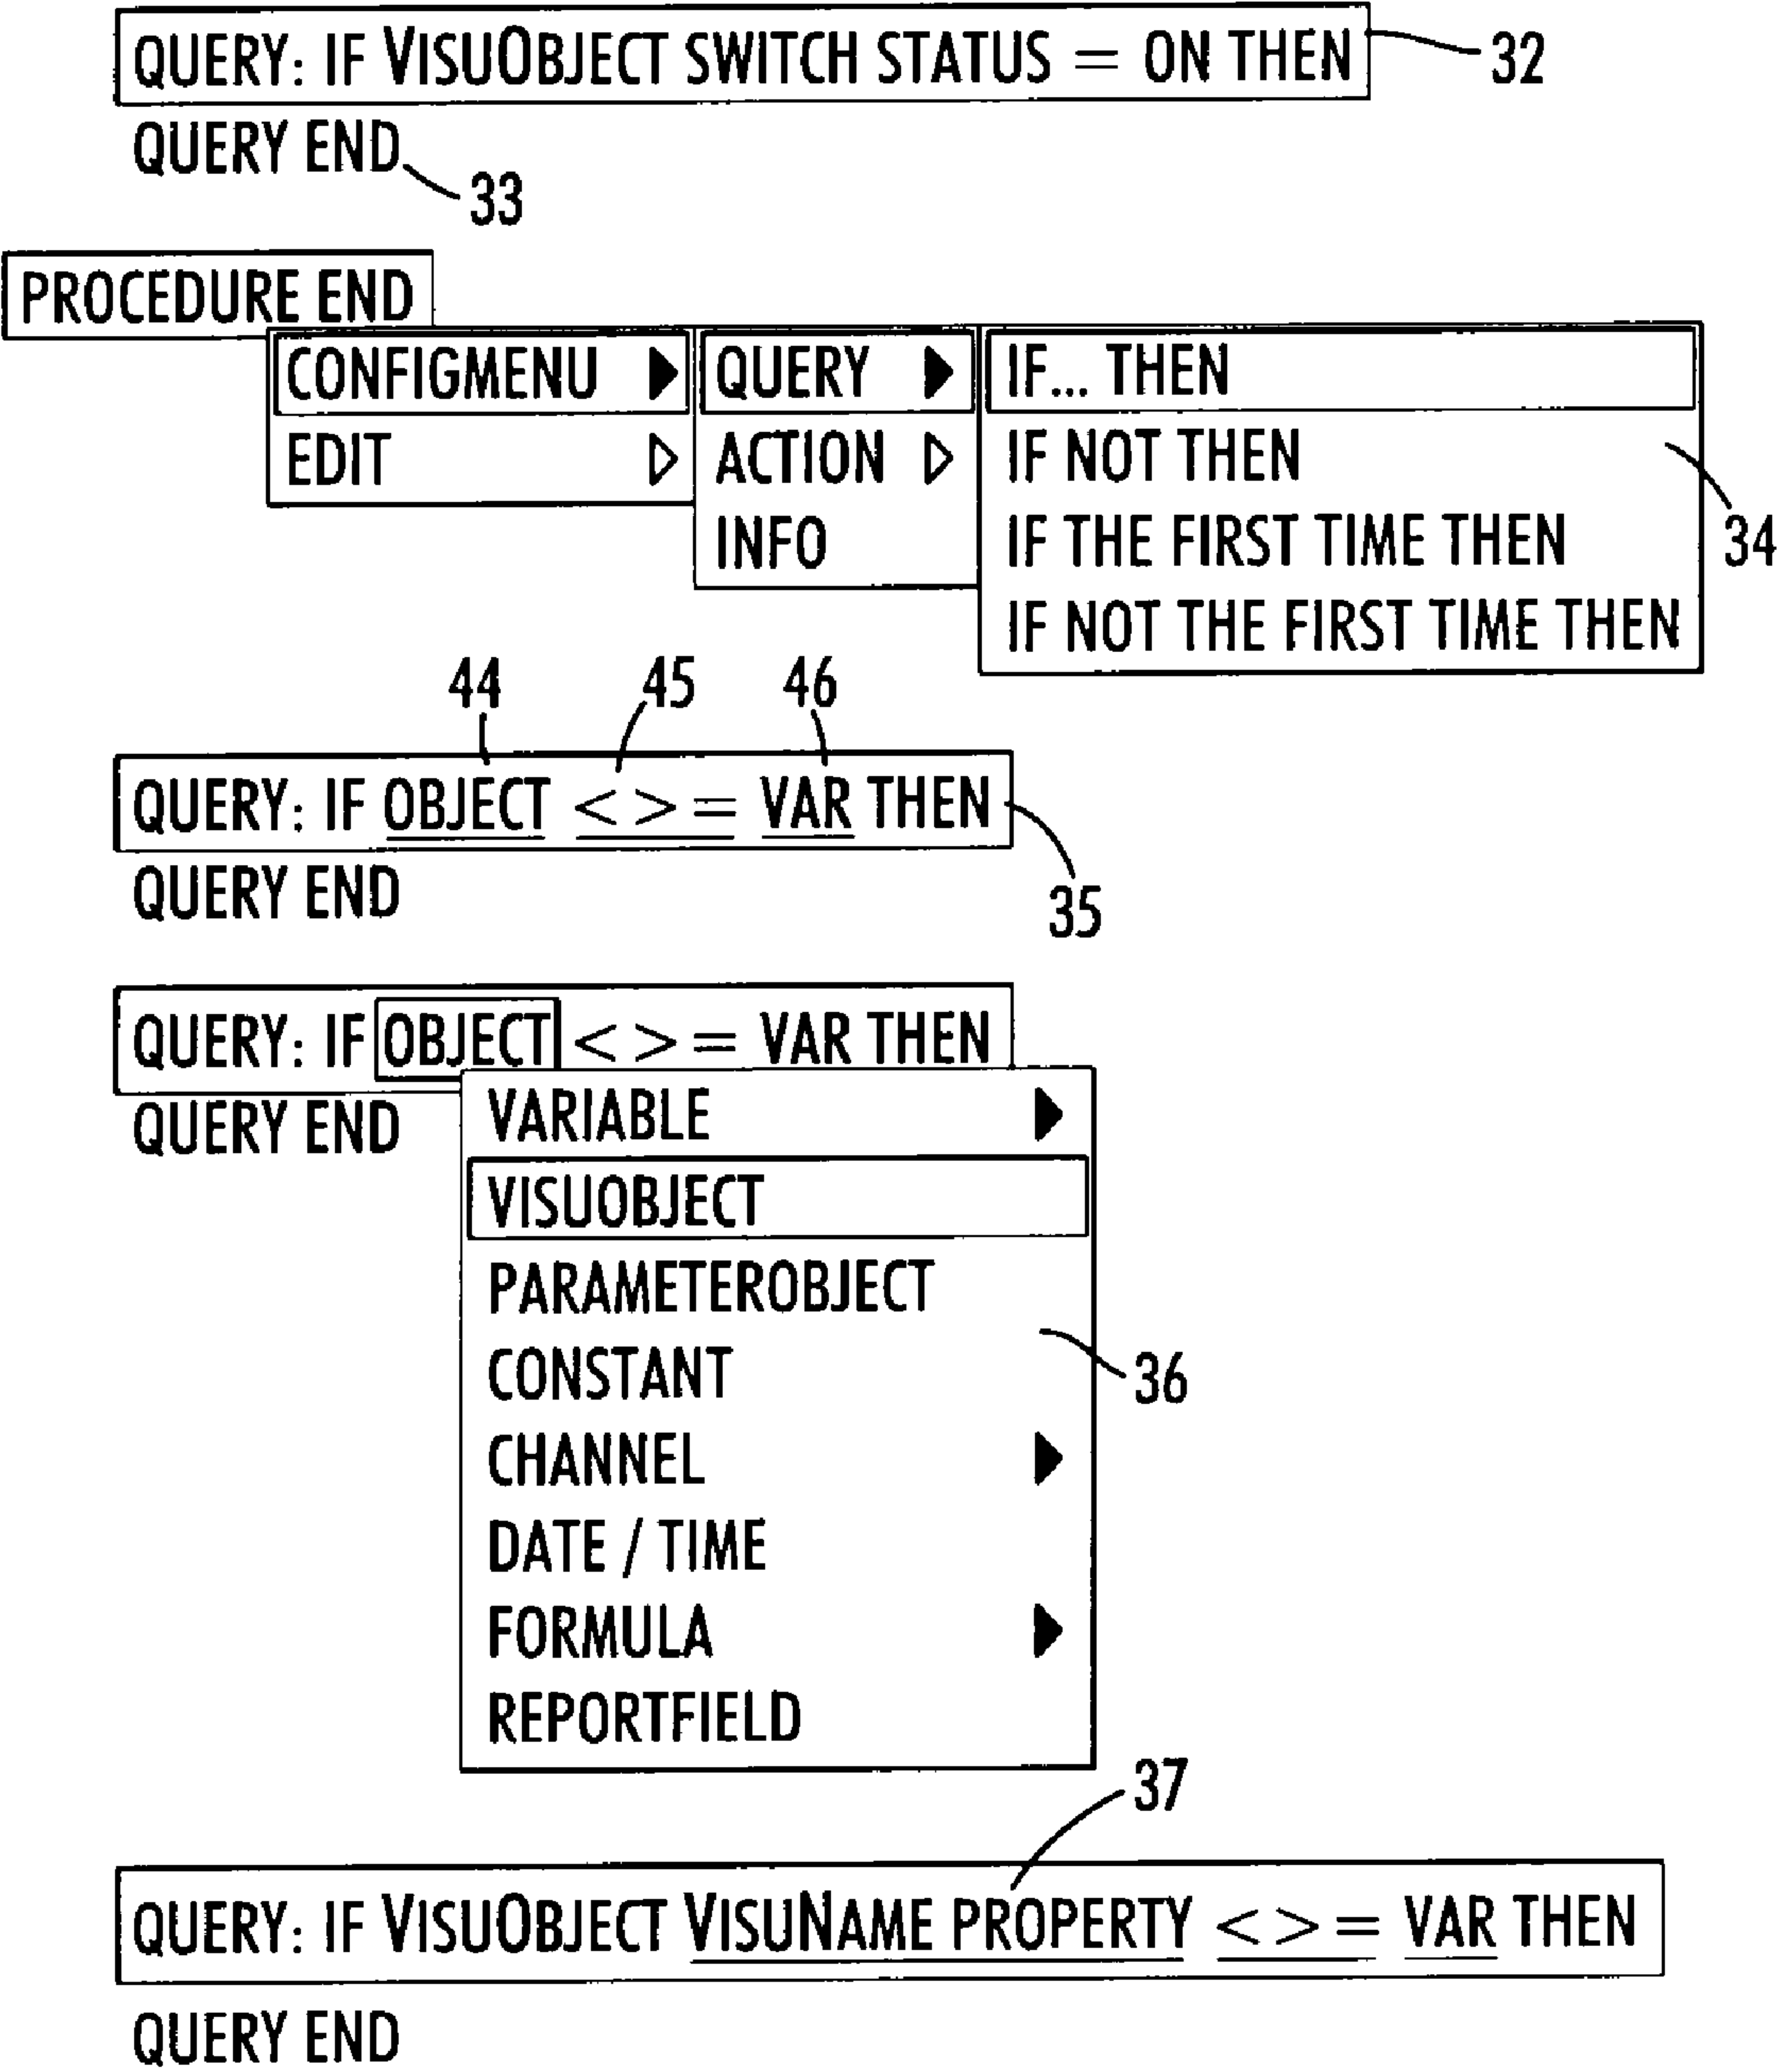 QUERY: IF VISUOBJECT SWITCH STATUS = ON THEN
32
QUERY END
33
PROCEDURE END
CONFIGMENU ▶ QUERY ▶ IF... THEN
EDIT ▷ ACTION ▷ IF NOT THEN
INFO IF THE FIRST TIME THEN
34
IF NOT THE FIRST TIME THEN
44 45 46
QUERY: IF OBJECT < > = VAR THEN
QUERY END
35
QUERY: IF OBJECT < > = VAR THEN
QUERY END
VARIABLE ▶
VISUOBJECT
PARAMETEROBJECT
CONSTANT
36
CHANNEL ▶
DATE / TIME
FORMULA ▶
REPORTFIELD
37
QUERY: IF VISUOBJECT VISUNAME PROPERTY < > = VAR THEN
QUERY END